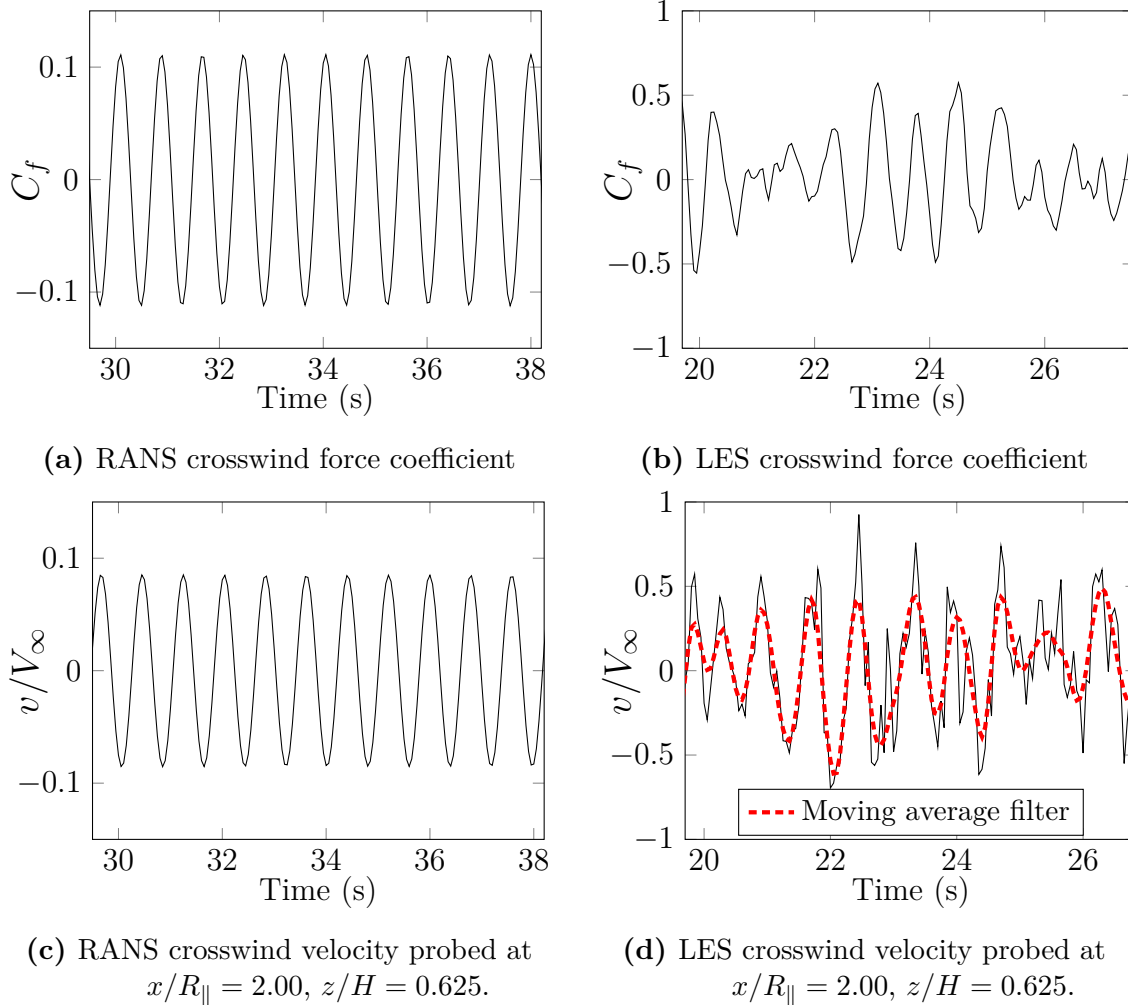 0.1
0
−0.1
C_f
30 32 34 36 38
Time (s)
(a) RANS crosswind force coefficient
1
0.5
0
−0.5
−1
C_f
20 22 24 26
Time (s)
(b) LES crosswind force coefficient
0.1
0
−0.1
v/V_∞
30 32 34 36 38
Time (s)
(c) RANS crosswind velocity probed at
x/R_∥ = 2.00, z/H = 0.625.
1
0.5
0
−0.5
−1
v/V_∞
Moving average filter
20 22 24 26
Time (s)
(d) LES crosswind velocity probed at
x/R_∥ = 2.00, z/H = 0.625.